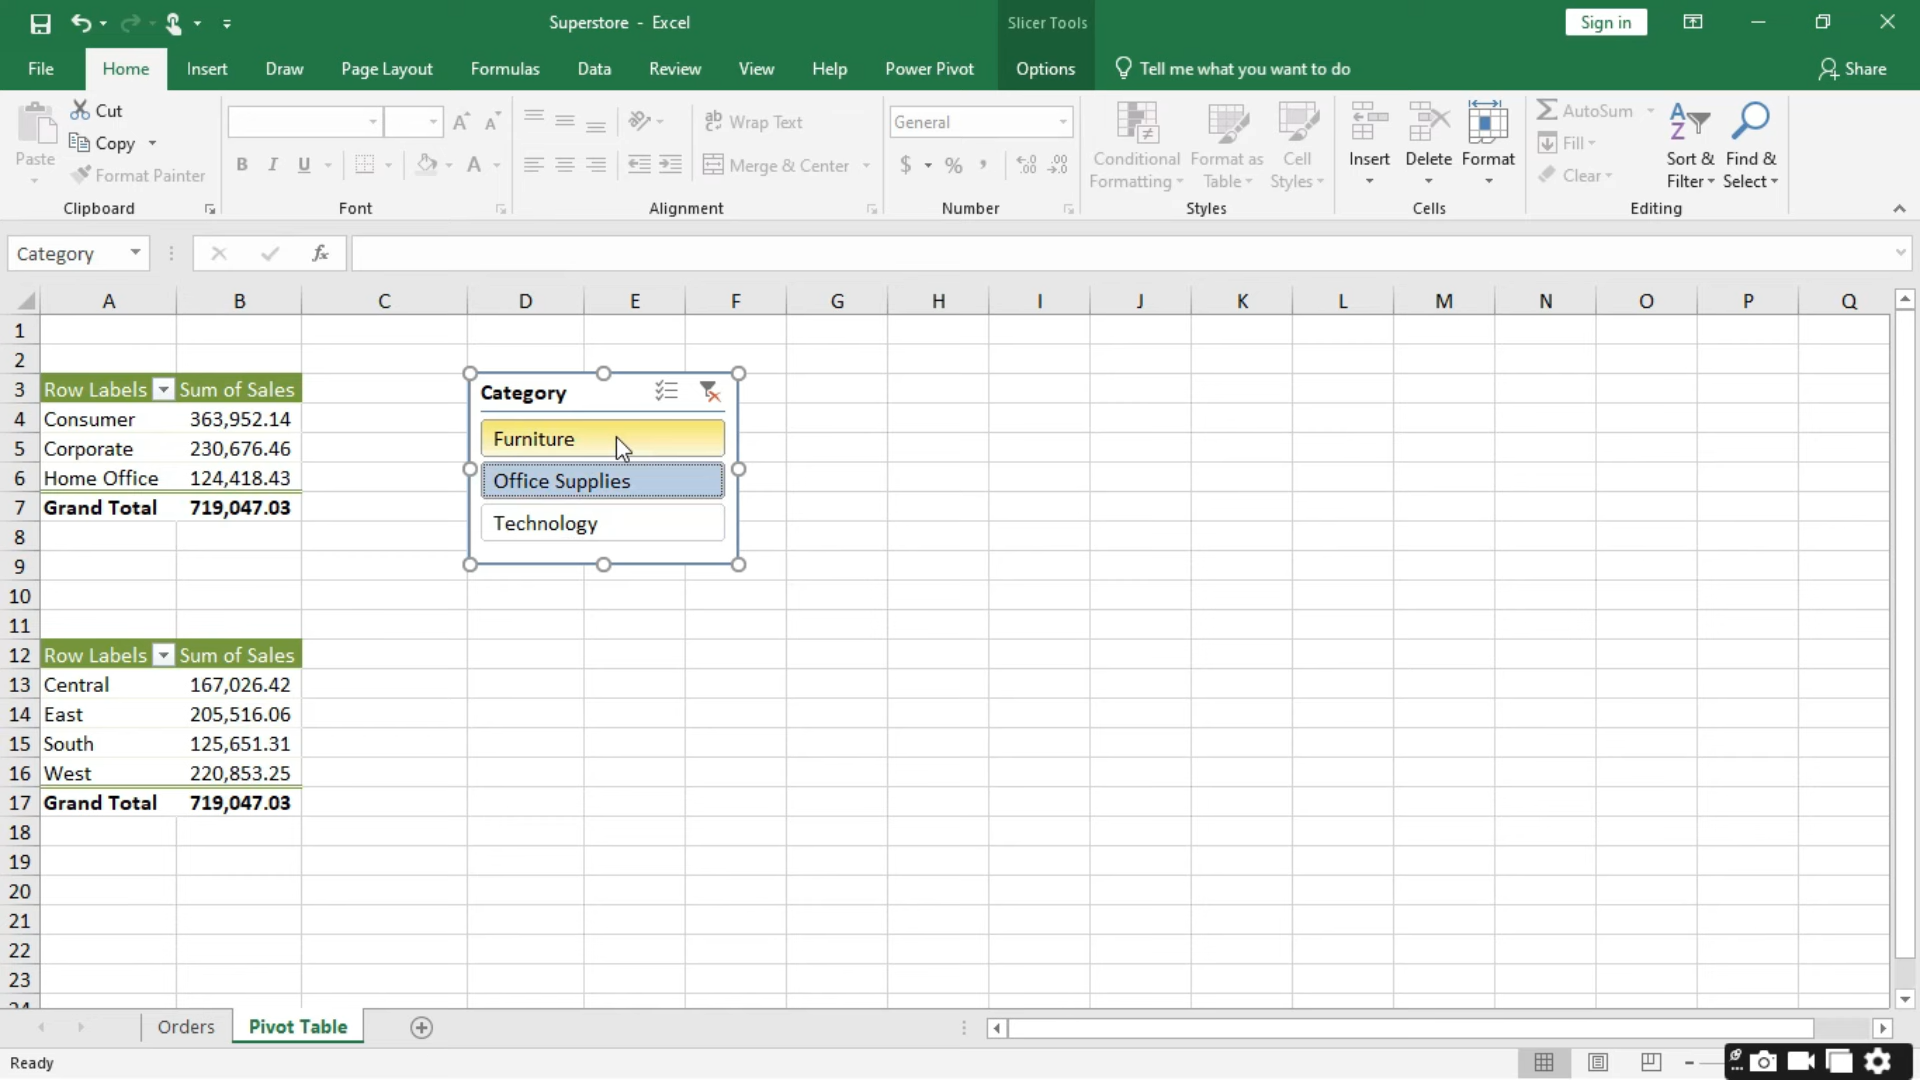 Superstore - Excel
Slicer Tools
Sign in
File Home Insert Draw Page Layout Formulas Data Review View Help Power Pivot Options Tell me what you want to do Share
Paste
Cut
Copy
Format Painter
Clipboard
B I U A
Font
ab Wrap Text
Merge & Center
Alignment
General
$ % ,
Number
Conditional Formatting
Format as Table
Cell Styles
Styles
Insert
Delete
Format
Cells
AutoSum
Fill
Clear
Sort & Filter
Find & Select
Editing
Category
fx
A B C D E F G H I J K L M N O P Q
1
2
3 Row Labels Sum of Sales
4 Consumer 363,952.14
5 Corporate 230,676.46
6 Home Office 124,418.43
7 Grand Total 719,047.03
8
9
10
11
12 Row Labels Sum of Sales
13 Central 167,026.42
14 East 205,516.06
15 South 125,651.31
16 West 220,853.25
17 Grand Total 719,047.03
18
19
20
21
22
23
24
Category
Furniture
Office Supplies
Technology
Orders Pivot Table
Ready